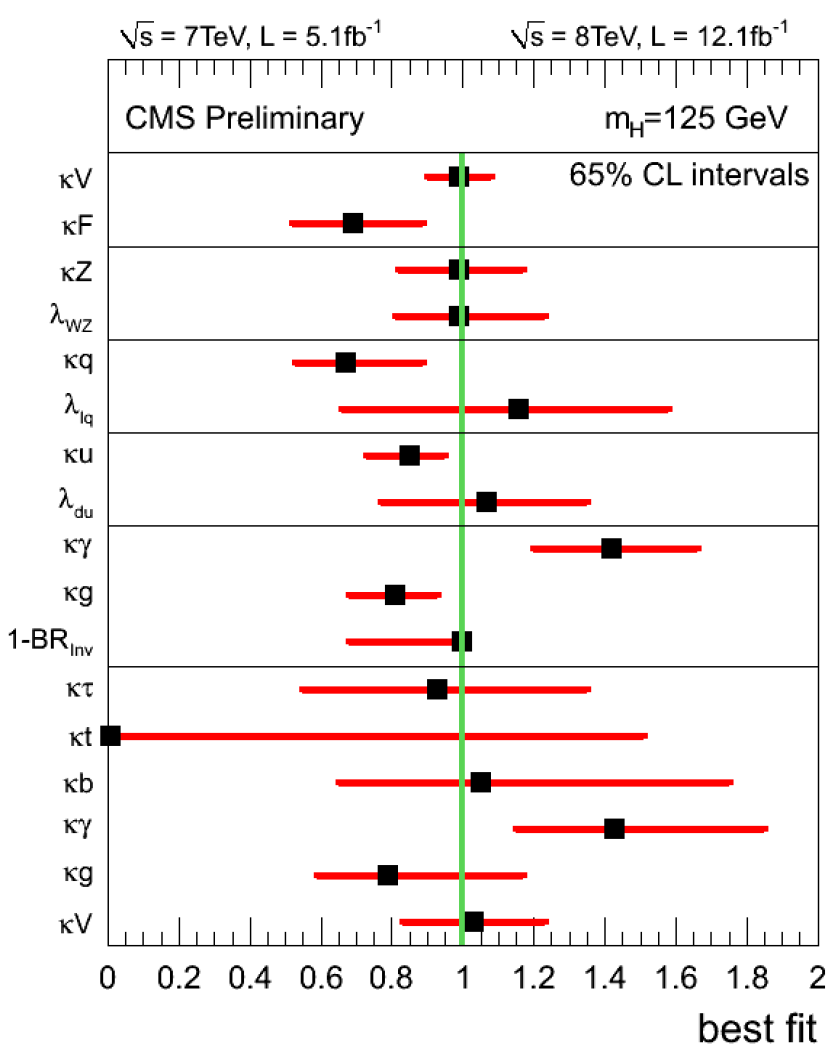 √s = 7TeV, L = 5.1fb⁻¹ √s = 8TeV, L = 12.1fb⁻¹
CMS Preliminary m_H=125 GeV
65% CL intervals
κV
κF
κZ
λ_WZ
κq
λ_lq
κu
λ_du
κγ
κg
1-BR_Inv
κτ
κt
κb
κγ
κg
κV
0 0.2 0.4 0.6 0.8 1 1.2 1.4 1.6 1.8 2
best fit